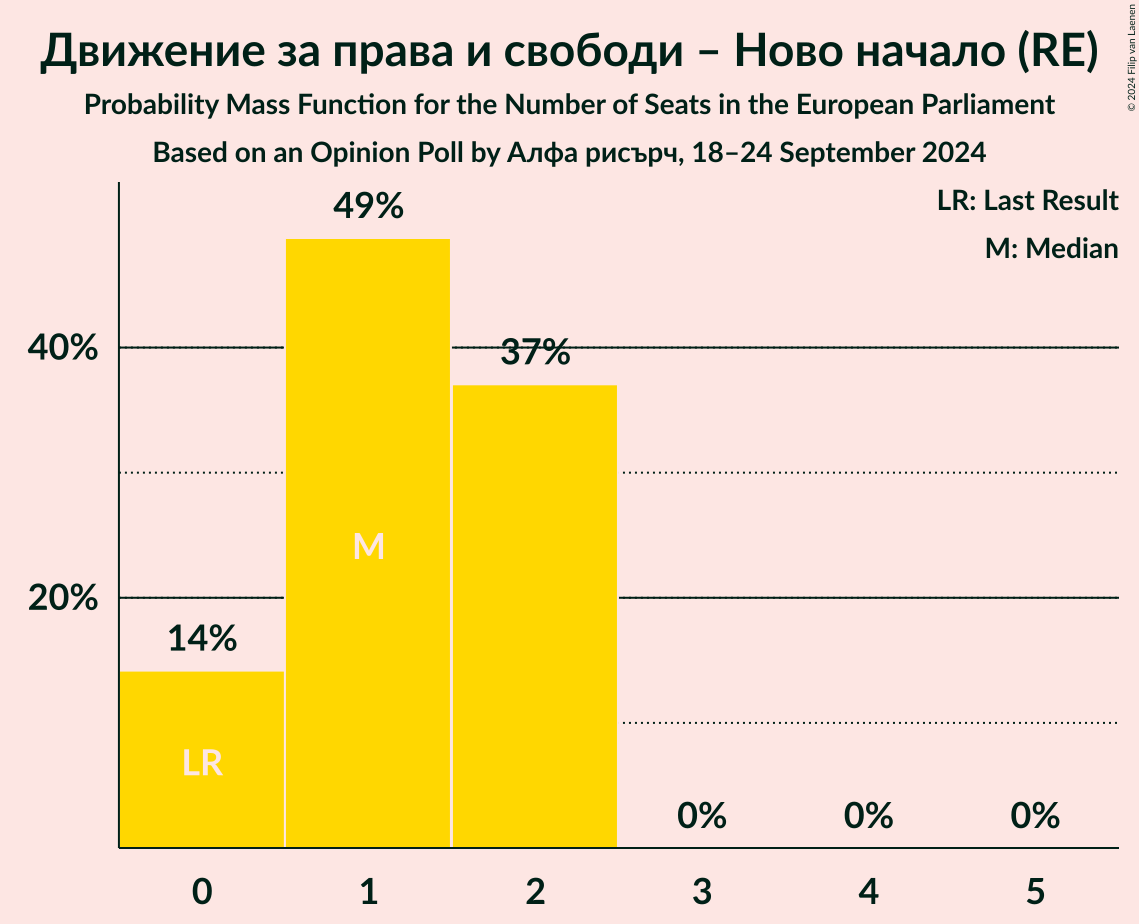 Движение за права и свободи – Ново начало (RE)
Probability Mass Function for the Number of Seats in the European Parliament
Based on an Opinion Poll by Алфа рисърч, 18–24 September 2024
© 2024 Filip van Laenen
LR: Last Result
M: Median
49%
40%
37%
M
20%
14%
LR
0% 0% 0%
0 1 2 3 4 5